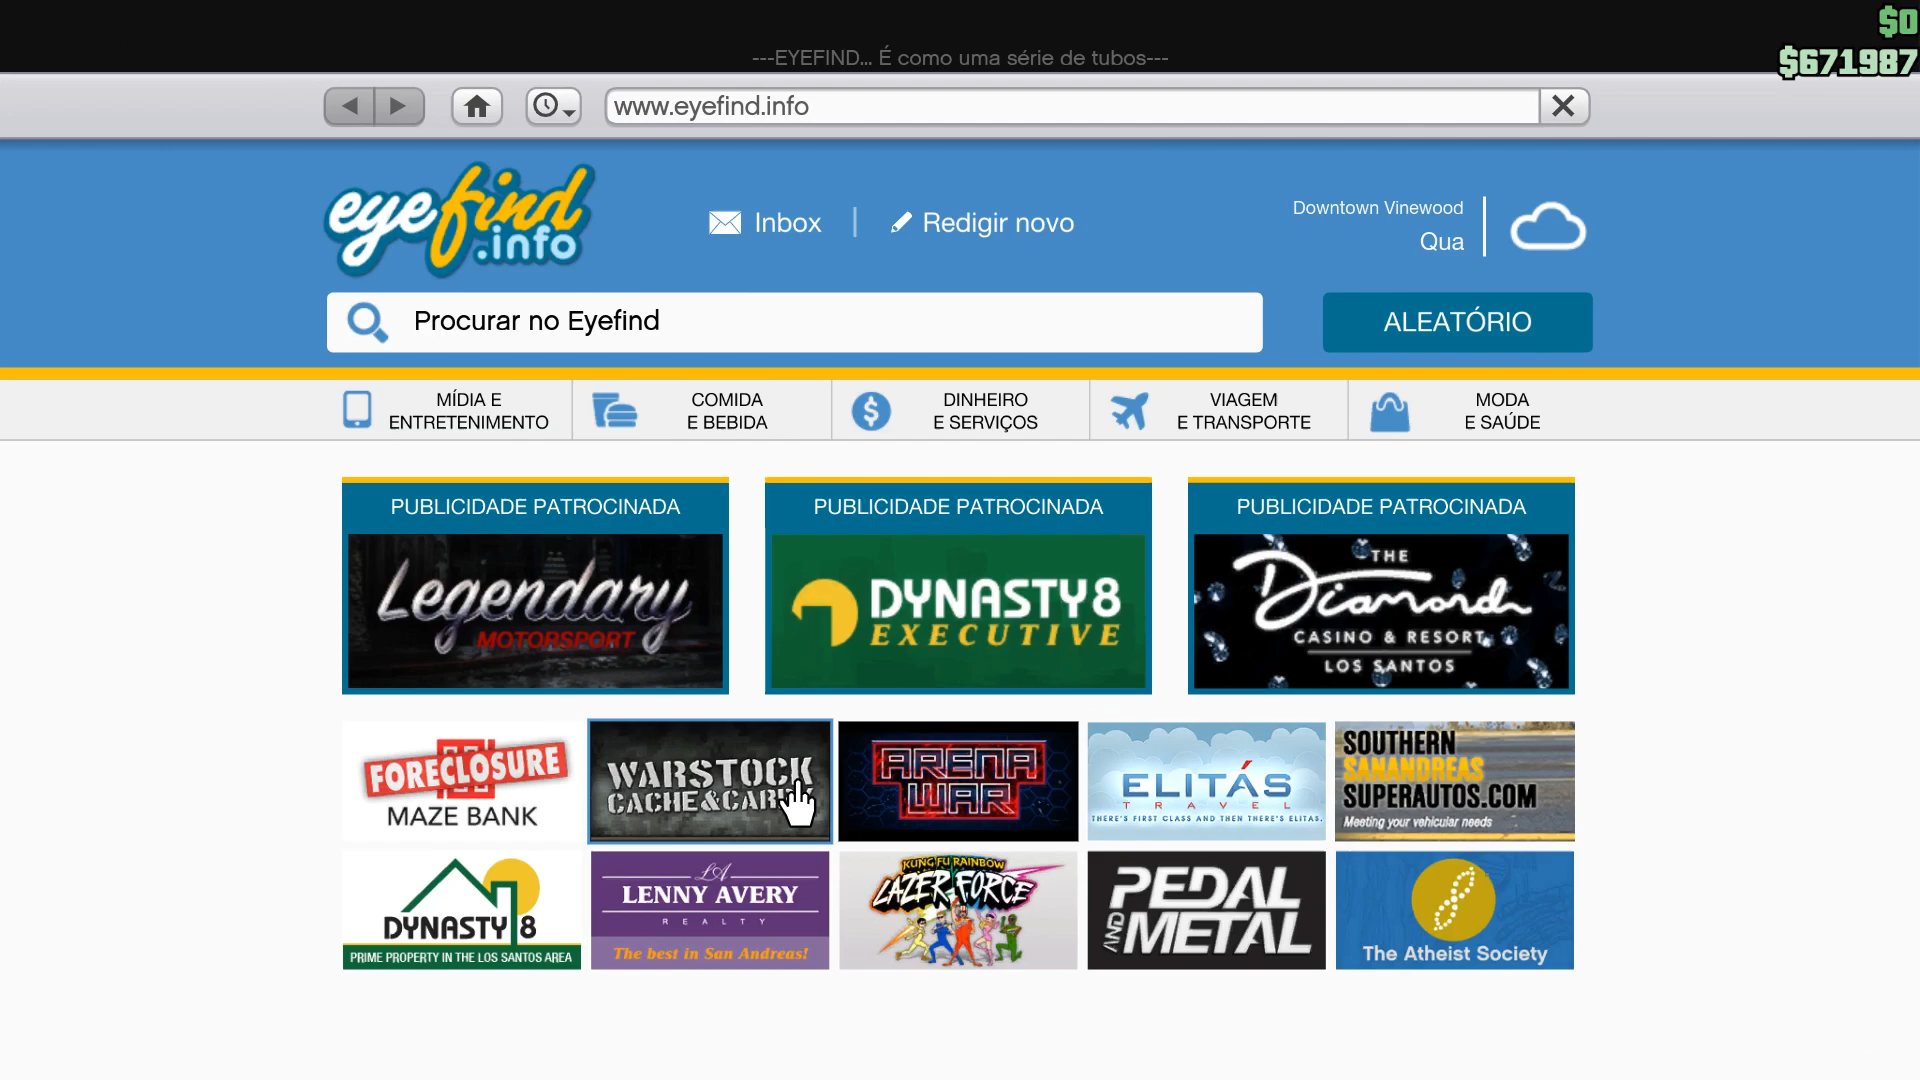 $0
---EYEFIND... É como uma série de tubos---
$671987
www.eyefind.info
eyefind
.info
Inbox
Redigir novo
Downtown Vinewood
Qua
Procurar no Eyefind
ALEATÓRIO
MÍDIA E
ENTRETENIMENTO
COMIDA
E BEBIDA
DINHEIRO
E SERVIÇOS
VIAGEM
E TRANSPORTE
MODA
E SAÚDE
PUBLICIDADE PATROCINADA
Legendary
MOTORSPORT
PUBLICIDADE PATROCINADA
DYNASTY8
EXECUTIVE
PUBLICIDADE PATROCINADA
THE
Diamond
CASINO & RESORT
LOS SANTOS
FORECLOSURE
MAZE BANK
WARSTOCK
ARENA
WAR
ELITÁS
TRAVEL
THERE'S FIRST CLASS AND THEN THERE'S ELITAS.
SOUTHERN
SANANDREAS
SUPERAUTOS.COM
Meeting your vehicular needs
DYNASTY 8
PRIME PROPERTY IN THE LOS SANTOS AREA
LA
LENNY AVERY
REALTY
The best in San Andreas!
KUNG FU RAINBOW
LAZER FORCE
PEDAL
AND
METAL
The Atheist Society